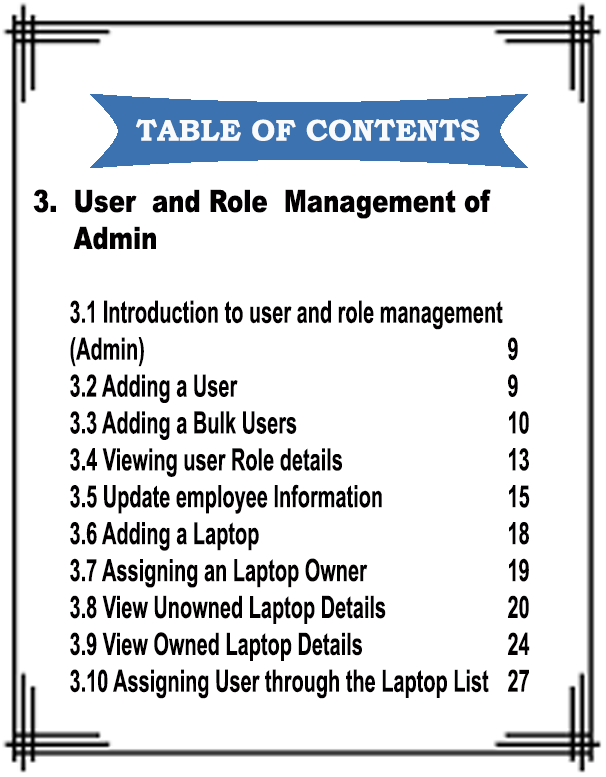 TABLE OF CONTENTS
3. User and Role Management of
Admin
3.1 Introduction to user and role management
(Admin) 9
3.2 Adding a User 9
3.3 Adding a Bulk Users 10
3.4 Viewing user Role details 13
3.5 Update employee Information 15
3.6 Adding a Laptop 18
3.7 Assigning an Laptop Owner 19
3.8 View Unowned Laptop Details 20
3.9 View Owned Laptop Details 24
3.10 Assigning User through the Laptop List 27